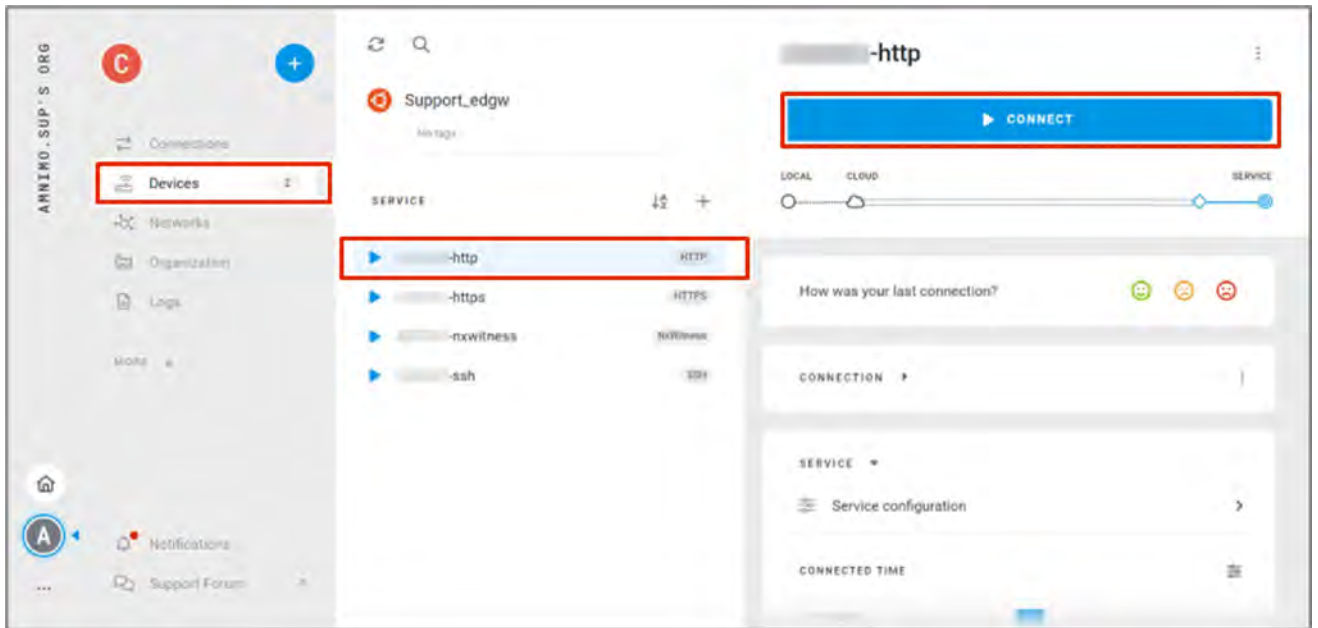 AMNIMO.SUP'S ORG
C
Connections
Devices 2
Networks
Organization
Logs
MORE
A
Notifications
Support Forum
Support_edgw
No tags
SERVICE
-http HTTP
-https HTTPS
-nxwitness NxWitness
-ssh SSH
-http
CONNECT
LOCAL CLOUD SERVICE
How was your last connection?
CONNECTION
SERVICE
Service configuration
CONNECTED TIME